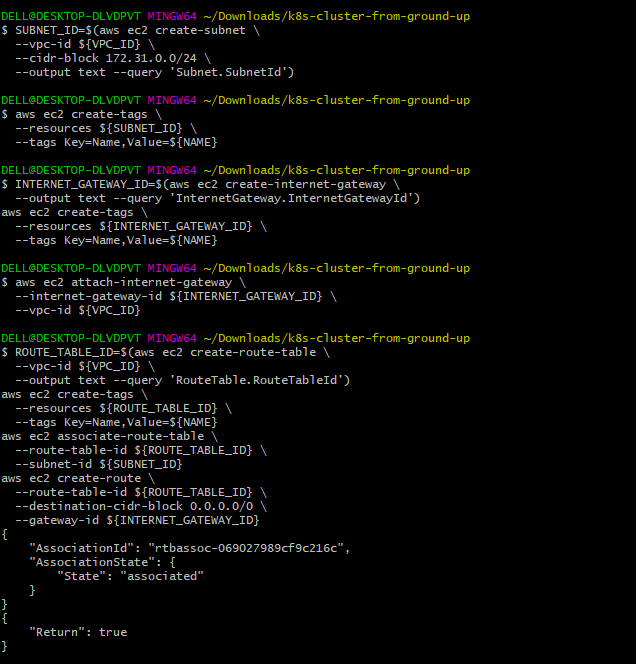 DELL@DESKTOP-DLVDPVT MINGW64 ~/Downloads/k8s-cluster-from-ground-up
$ SUBNET_ID=$(aws ec2 create-subnet \
  --vpc-id ${VPC_ID} \
  --cidr-block 172.31.0.0/24 \
  --output text --query 'Subnet.SubnetId')

DELL@DESKTOP-DLVDPVT MINGW64 ~/Downloads/k8s-cluster-from-ground-up
$ aws ec2 create-tags \
  --resources ${SUBNET_ID} \
  --tags Key=Name,Value=${NAME}

DELL@DESKTOP-DLVDPVT MINGW64 ~/Downloads/k8s-cluster-from-ground-up
$ INTERNET_GATEWAY_ID=$(aws ec2 create-internet-gateway \
  --output text --query 'InternetGateway.InternetGatewayId')
aws ec2 create-tags \
  --resources ${INTERNET_GATEWAY_ID} \
  --tags Key=Name,Value=${NAME}

DELL@DESKTOP-DLVDPVT MINGW64 ~/Downloads/k8s-cluster-from-ground-up
$ aws ec2 attach-internet-gateway \
  --internet-gateway-id ${INTERNET_GATEWAY_ID} \
  --vpc-id ${VPC_ID}

DELL@DESKTOP-DLVDPVT MINGW64 ~/Downloads/k8s-cluster-from-ground-up
$ ROUTE_TABLE_ID=$(aws ec2 create-route-table \
  --vpc-id ${VPC_ID} \
  --output text --query 'RouteTable.RouteTableId')
aws ec2 create-tags \
  --resources ${ROUTE_TABLE_ID} \
  --tags Key=Name,Value=${NAME}
aws ec2 associate-route-table \
  --route-table-id ${ROUTE_TABLE_ID} \
  --subnet-id ${SUBNET_ID}
aws ec2 create-route \
  --route-table-id ${ROUTE_TABLE_ID} \
  --destination-cidr-block 0.0.0.0/0 \
  --gateway-id ${INTERNET_GATEWAY_ID}
{
    "AssociationId": "rtbassoc-069027989cf9c216c",
    "AssociationState": {
        "State": "associated"
    }
}
{
    "Return": true
}